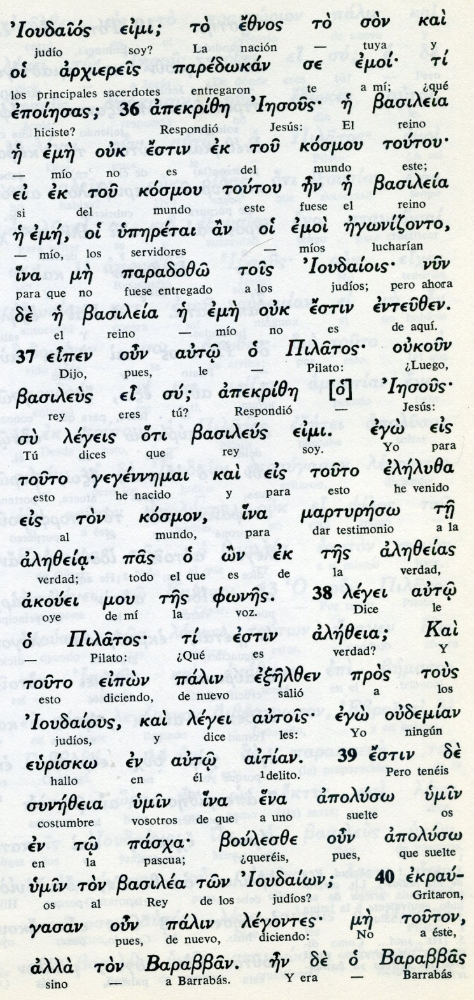 Ἰουδαῖός εἰμι; τὸ ἔθνος τὸ σὸν καὶ
judío soy? La nación — tuya y
οἱ ἀρχιερεῖς παρέδωκάν σε ἐμοί· τί
los principales sacerdotes entregaron te a mí; ¿qué
ἐποίησας; 36 ἀπεκρίθη Ἰησοῦς· ἡ βασιλεία
hiciste? Respondió Jesús: El reino
ἡ ἐμὴ οὐκ ἔστιν ἐκ τοῦ κόσμου τούτου·
— mío no es del mundo este;
εἰ ἐκ τοῦ κόσμου τούτου ἦν ἡ βασιλεία
si del mundo este fuese el reino
ἡ ἐμή, οἱ ὑπηρέται ἂν οἱ ἐμοὶ ἠγωνίζοντο,
— mío, los servidores — míos lucharían
ἵνα μὴ παραδοθῶ τοῖς Ἰουδαίοις· νῦν
para que no fuese entregado a los judíos; pero ahora
δὲ ἡ βασιλεία ἡ ἐμὴ οὐκ ἔστιν ἐντεῦθεν.
el reino — mío no es de aquí.
37 εἶπεν οὖν αὐτῷ ὁ Πιλᾶτος· οὐκοῦν
Dijo, pues, le — Pilato: ¿Luego,
βασιλεὺς εἶ σύ; ἀπεκρίθη [ὁ] Ἰησοῦς·
rey eres tú? Respondió — Jesús:
σὺ λέγεις ὅτι βασιλεύς εἰμι. ἐγὼ εἰς
Tú dices que rey soy. Yo para
τοῦτο γεγέννημαι καὶ εἰς τοῦτο ἐλήλυθα
esto he nacido y para esto he venido
εἰς τὸν κόσμον, ἵνα μαρτυρήσω τῇ
al mundo, para dar testimonio a la
ἀληθείᾳ· πᾶς ὁ ὢν ἐκ τῆς ἀληθείας
verdad; todo el que es de la verdad,
ἀκούει μου τῆς φωνῆς. 38 λέγει αὐτῷ
oye de mí la voz. Dice le
ὁ Πιλᾶτος· τί ἐστιν ἀλήθεια; Καὶ
— Pilato: ¿Qué es verdad? Y
τοῦτο εἰπὼν πάλιν ἐξῆλθεν πρὸς τοὺς
esto diciendo, de nuevo salió a los
Ἰουδαίους, καὶ λέγει αὐτοῖς· ἐγὼ οὐδεμίαν
judíos, y dice les: Yo ningún
εὑρίσκω ἐν αὐτῷ αἰτίαν. 39 ἔστιν δὲ
hallo en él ¹delito. Pero tenéis
συνήθεια ὑμῖν ἵνα ἕνα ἀπολύσω ὑμῖν
costumbre vosotros de que a uno suelte os
ἐν τῷ πάσχα· βούλεσθε οὖν ἀπολύσω
en la pascua; ¿queréis, pues, que suelte
ὑμῖν τὸν βασιλέα τῶν Ἰουδαίων; 40 ἐκραύ-
os al Rey de los judíos? Gritaron,
γασαν οὖν πάλιν λέγοντες· μὴ τοῦτον,
pues, de nuevo, diciendo: No a éste,
ἀλλὰ τὸν Βαραββᾶν. ἦν δὲ ὁ Βαραββᾶς
sino — a Barrabás. Y era — Barrabás